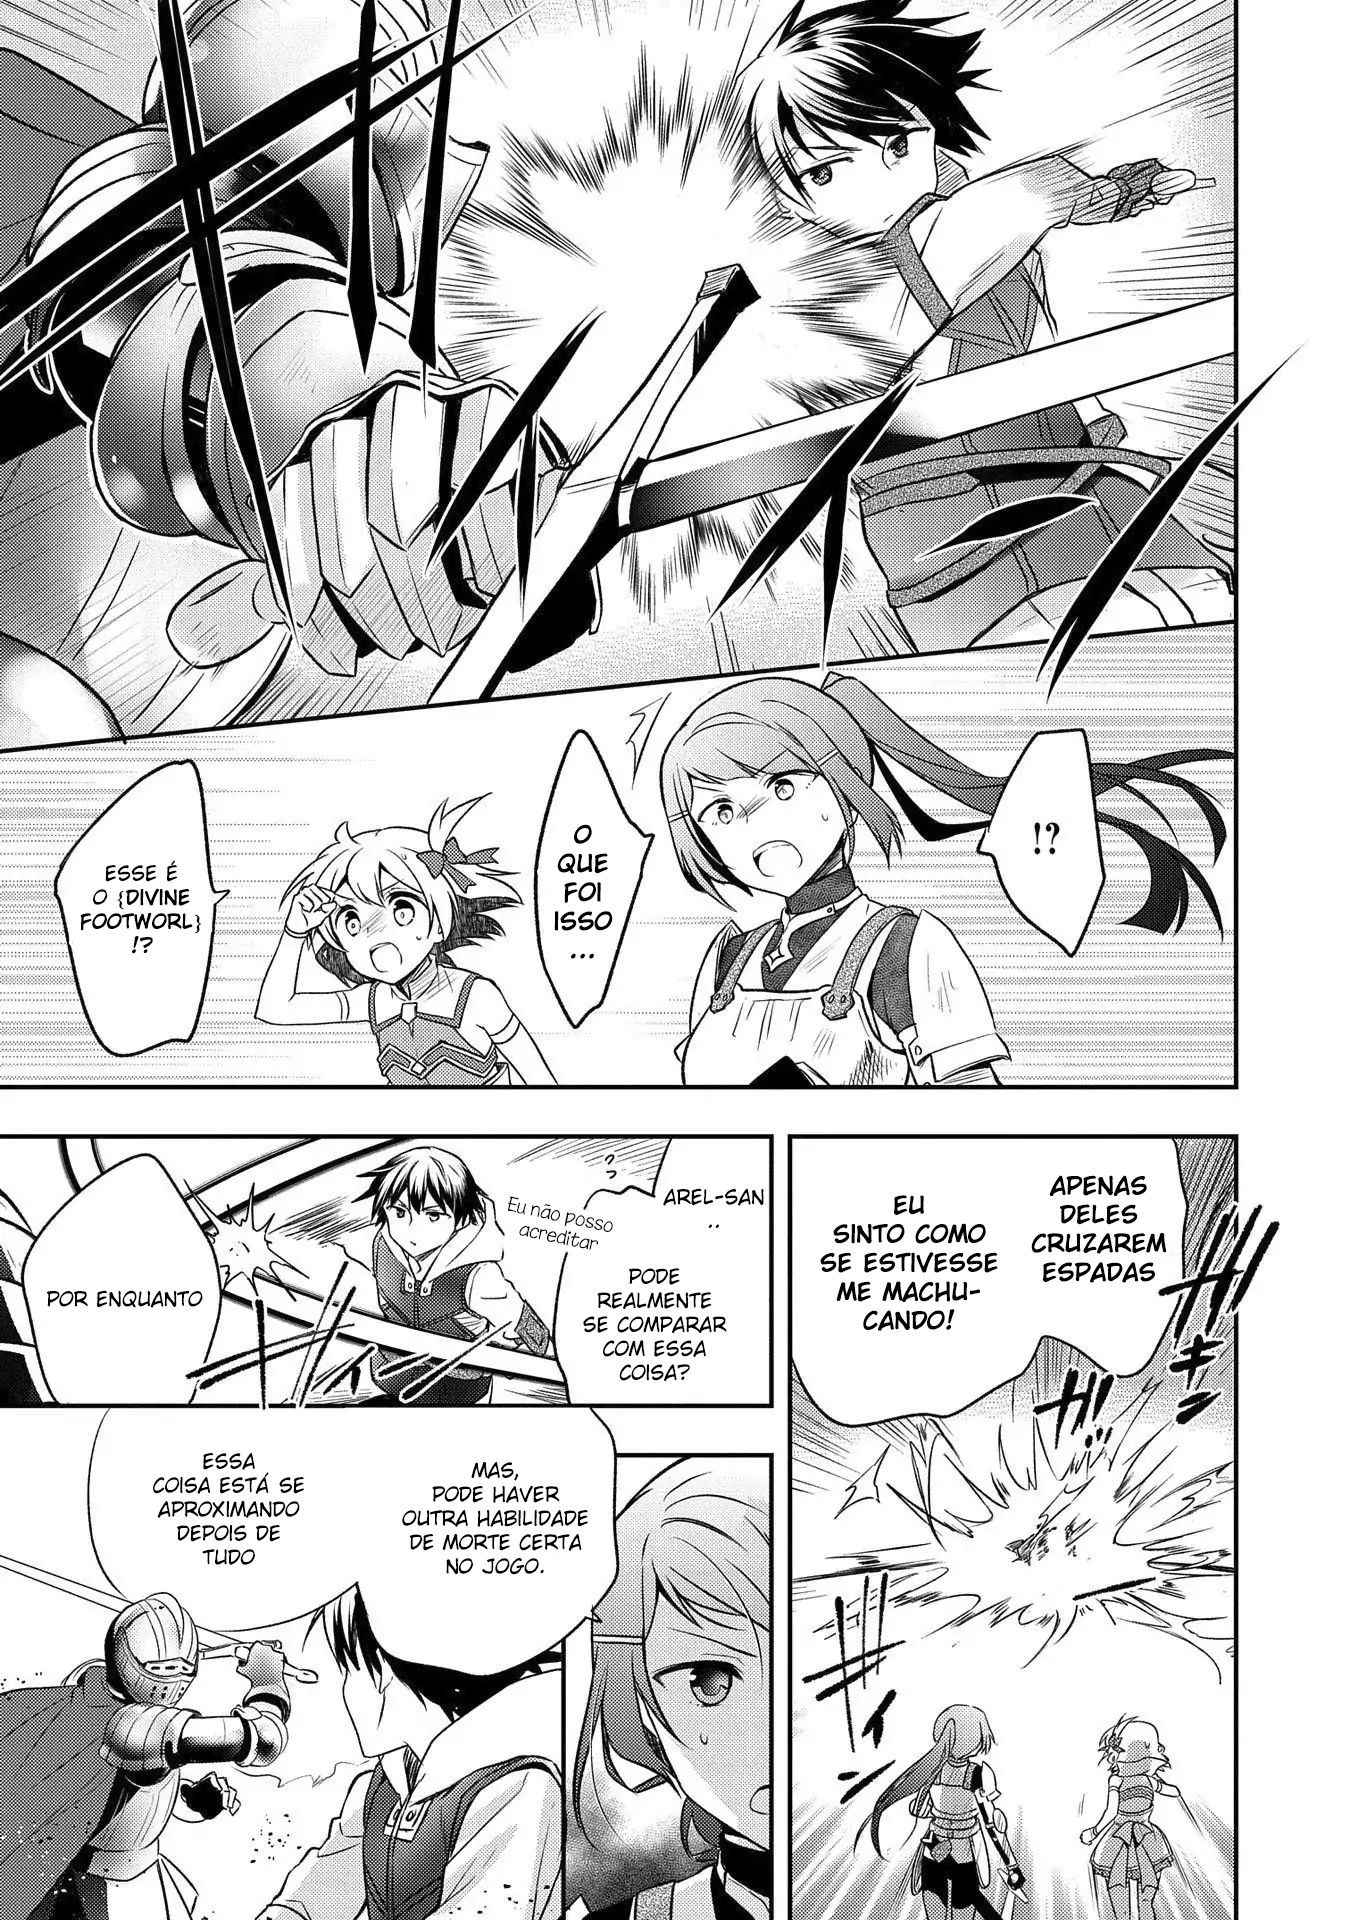 !?
O
QUE
FOI
ISSO
...
ESSE É
O {DIVINE
FOOTWORL}
!?
APENAS
DELES
CRUZAREM
ESPADAS
EU
SINTO COMO
SE ESTIVESSE
ME MACHU-
CANDO!
AREL-SAN
..
Eu não posso
acreditar
PODE
REALMENTE
SE COMPARAR
COM ESSA
COISA?
POR ENQUANTO
MAS,
PODE HAVER
OUTRA HABILIDADE
DE MORTE CERTA
NO JOGO.
ESSA
COISA ESTÁ SE
APROXIMANDO
DEPOIS DE
TUDO